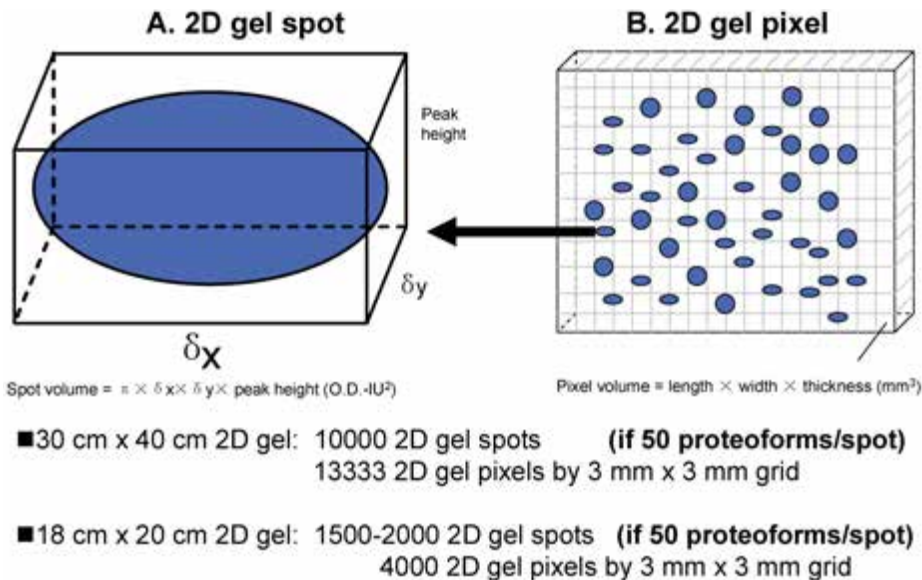 A. 2D gel spot
B. 2D gel pixel
Peak
height
δy
δx
Spot volume = π × δx× δy× peak height (O.D.-IU²)
Pixel volume = length × width × thickness (mm³)
■30 cm x 40 cm 2D gel: 10000 2D gel spots (if 50 proteoforms/spot)
13333 2D gel pixels by 3 mm x 3 mm grid
■18 cm x 20 cm 2D gel: 1500-2000 2D gel spots (if 50 proteoforms/spot)
4000 2D gel pixels by 3 mm x 3 mm grid